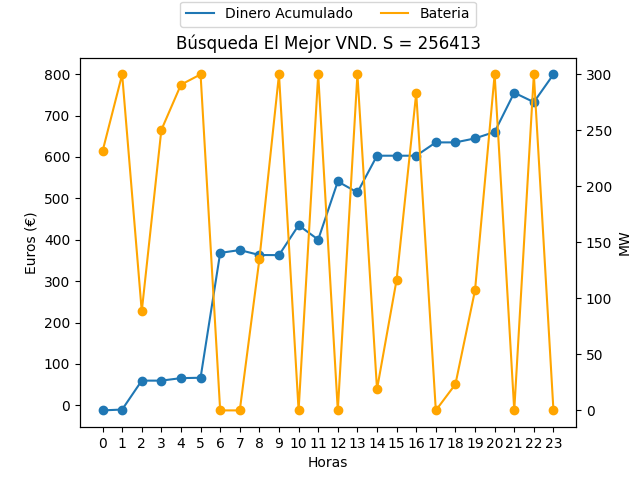 Dinero Acumulado Bateria
Búsqueda El Mejor VND. S = 256413
800
700
600
500
400
300
200
100
0
Euros (€)
300
250
200
150
100
50
0
MW
0 1 2 3 4 5 6 7 8 9 10 11 12 13 14 15 16 17 18 19 20 21 22 23
Horas